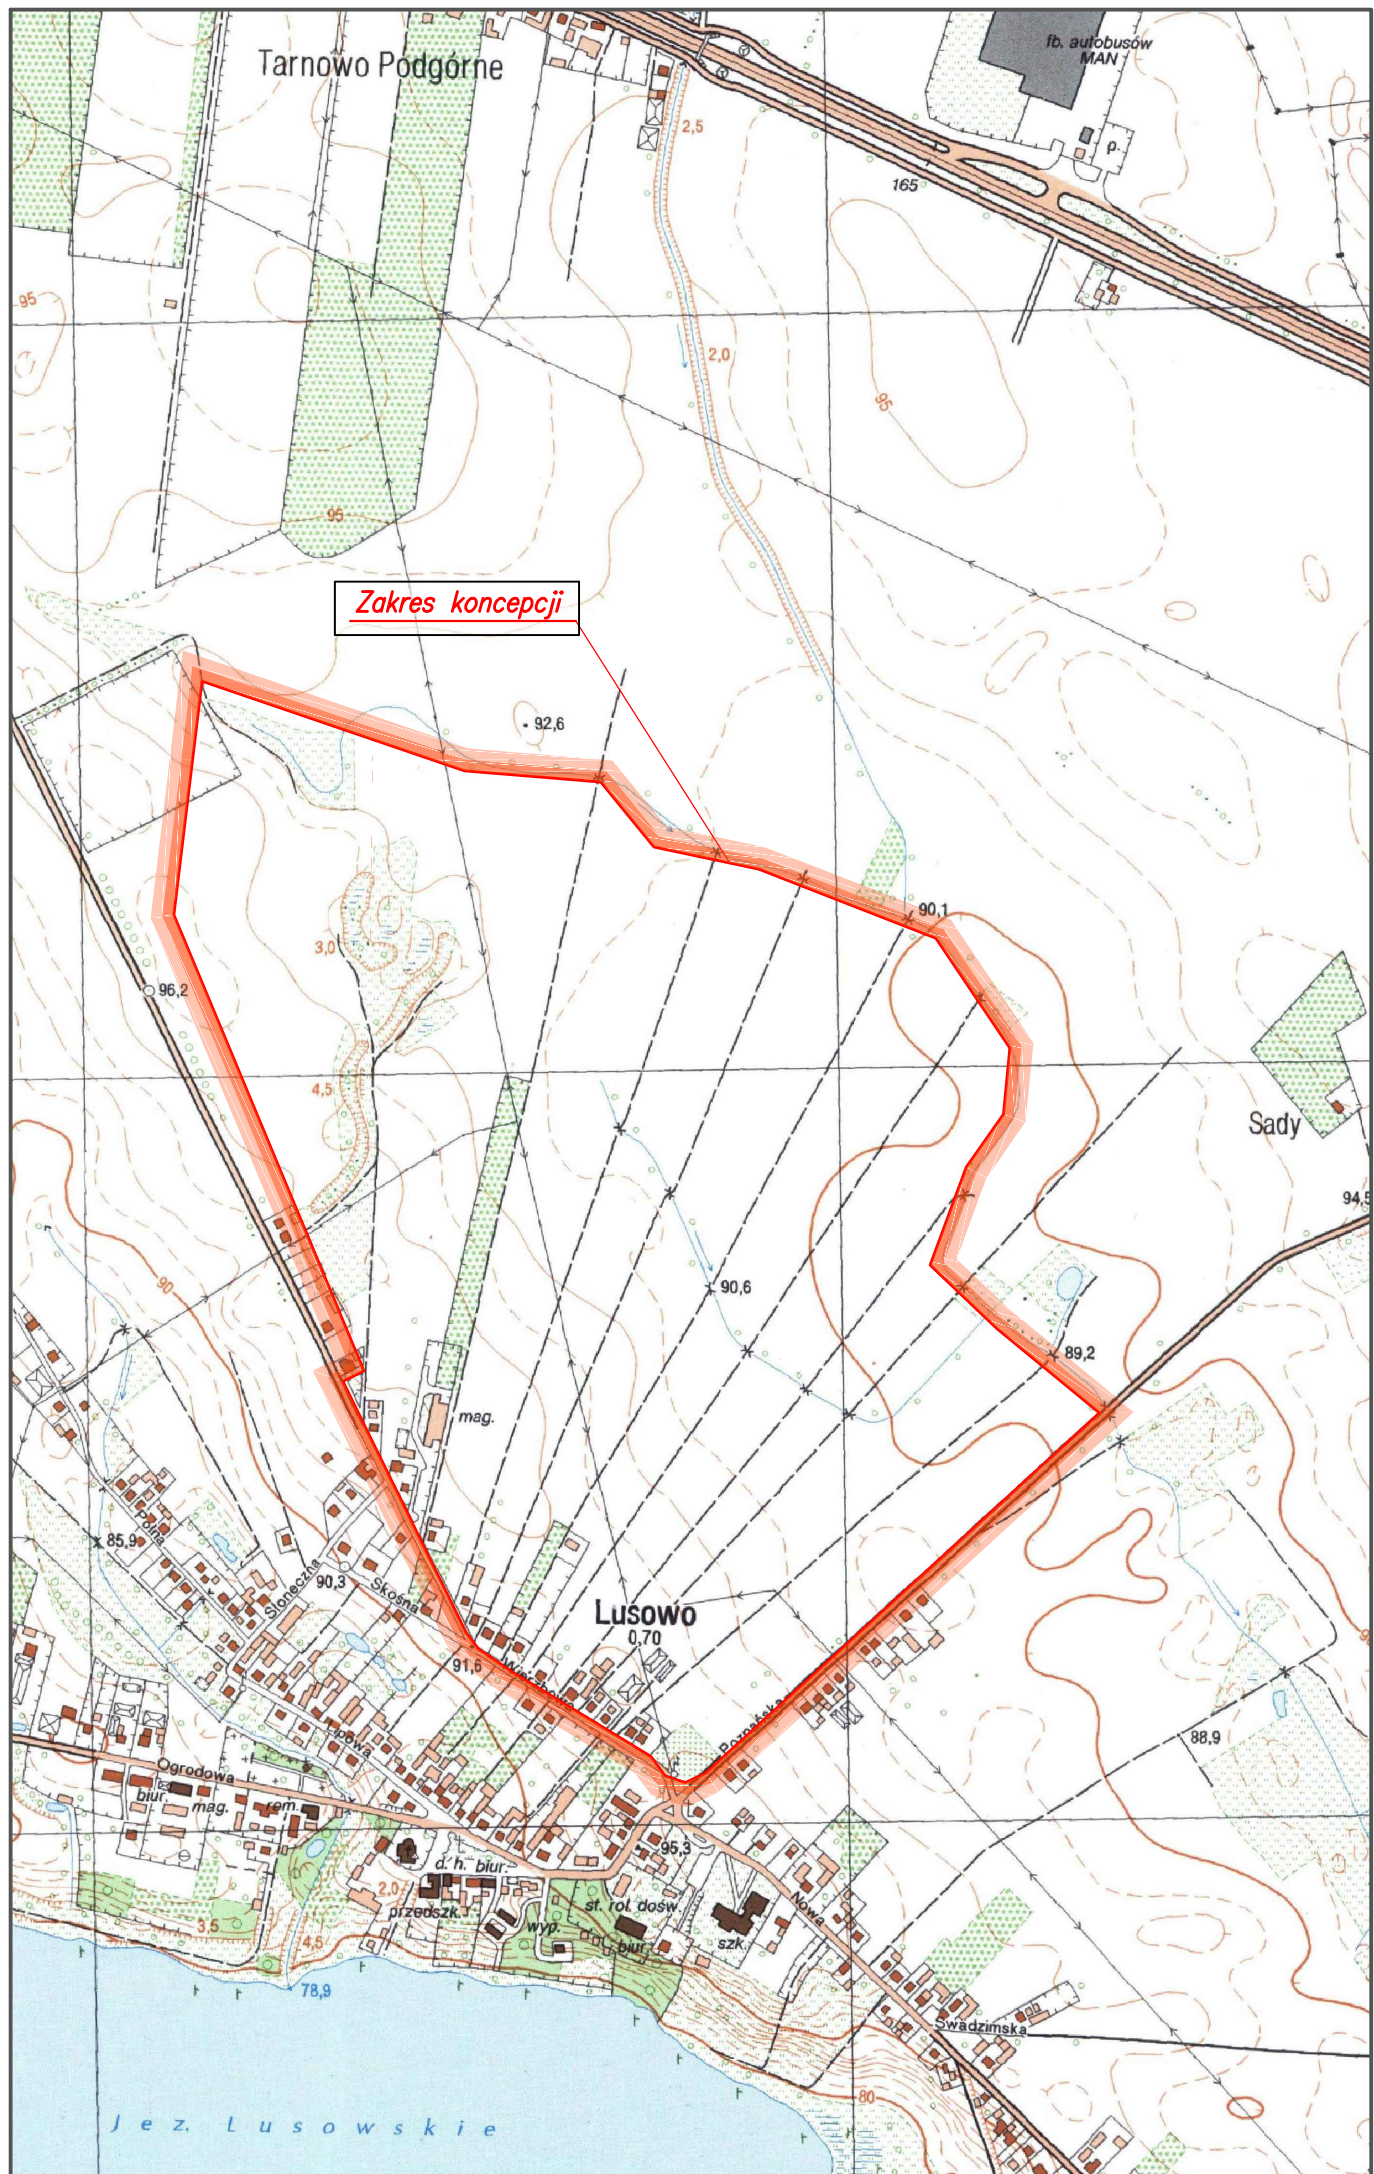 Tarnowo Podgórne
fb. autobusów
MAN
p.
2,5
165
95
2,0
95
95
Zakres koncepcji
92,6
90,1
3,0
96,2
4,5
Sady
94,5
90
90,6
89,2
mag.
85,9
Polna
Słoneczna
90,3
Skośna
Lusowo
0,70
91,6
Wierzbowa
Poznańska
Lipowa
88,9
Ogrodowa
biur.
mag.
rem.
95,3
d. h. biur.
2,0
przedszk.
st. rol. dośw.
Nowa
3,5
4,5
wyp.
biur.
szk.
78,9
Swadzimska
80
Jez. Lusowskie